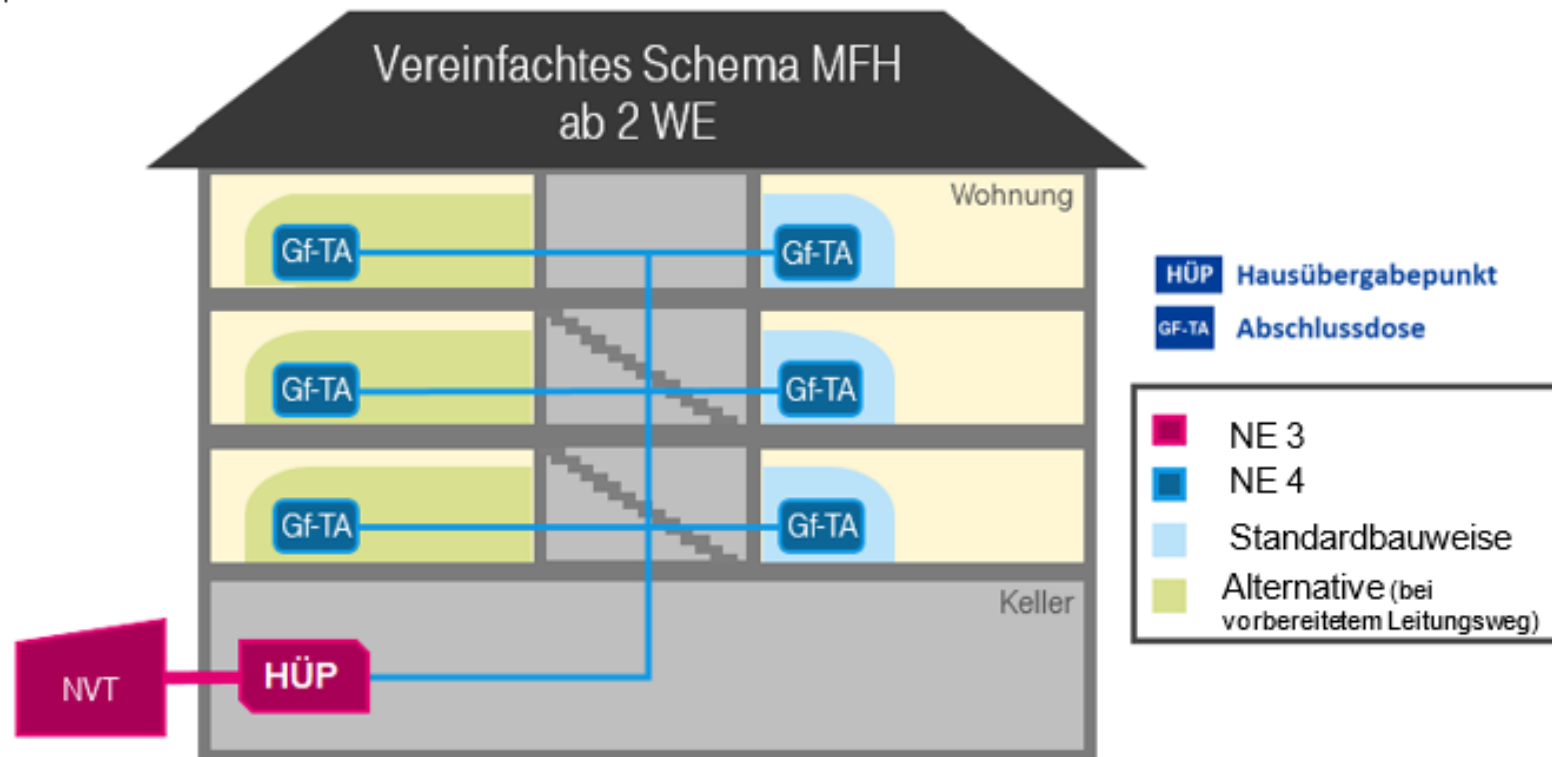 Vereinfachtes Schema MFH
ab 2 WE
Wohnung
Gf-TA
Gf-TA
Gf-TA
Gf-TA
Gf-TA
Gf-TA
Keller
NVT
HÜP
HÜP Hausübergabepunkt
GF-TA Abschlussdose
NE 3
NE 4
Standardbauweise
Alternative (bei
vorbereitetem Leitungsweg)